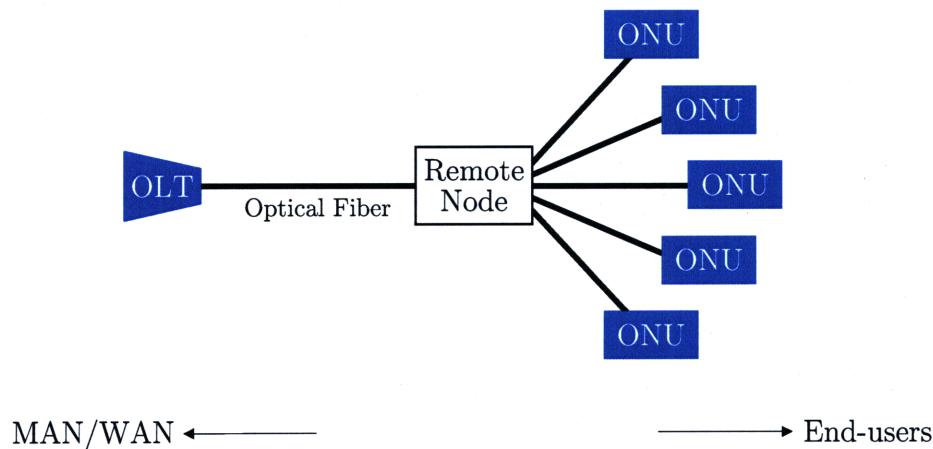 ONU
ONU
OLT
Optical Fiber
Remote
Node
ONU
ONU
ONU
MAN/WAN
End-users